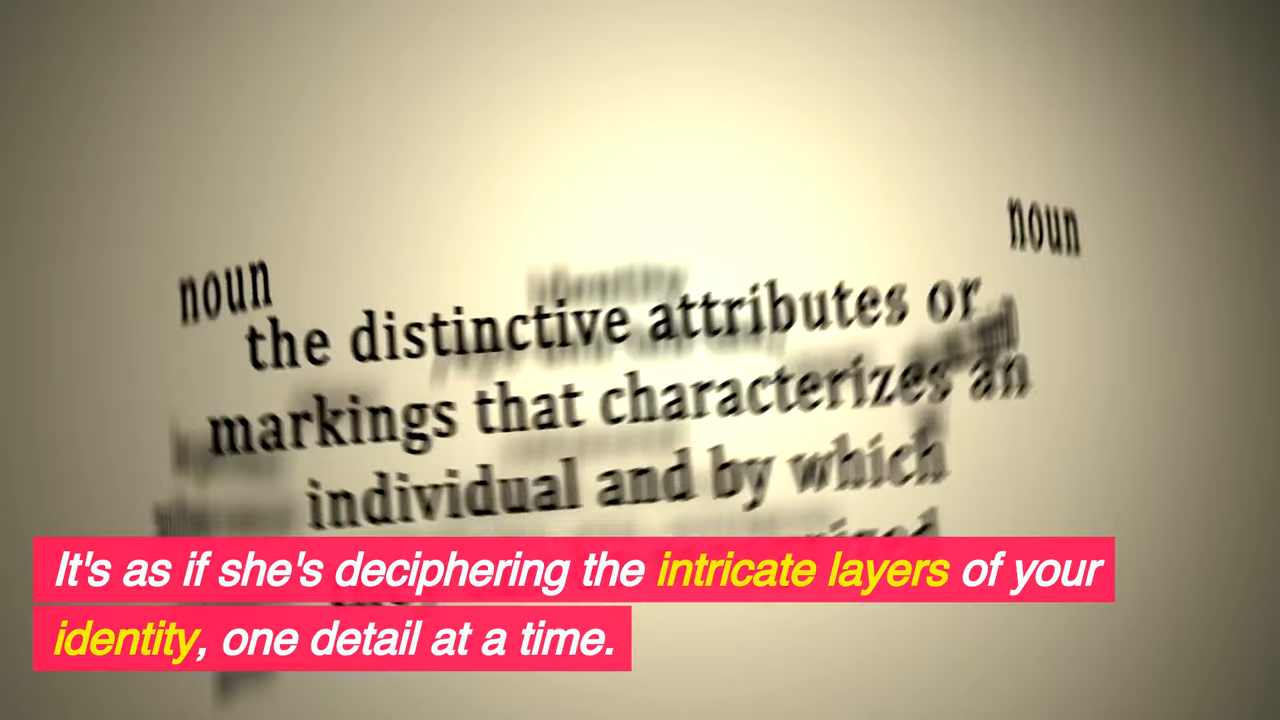 noun
noun
identity
the distinctive attributes or
markings that characterizes an
individual and by which
It's as if she's deciphering the intricate layers of your
identity, one detail at a time.